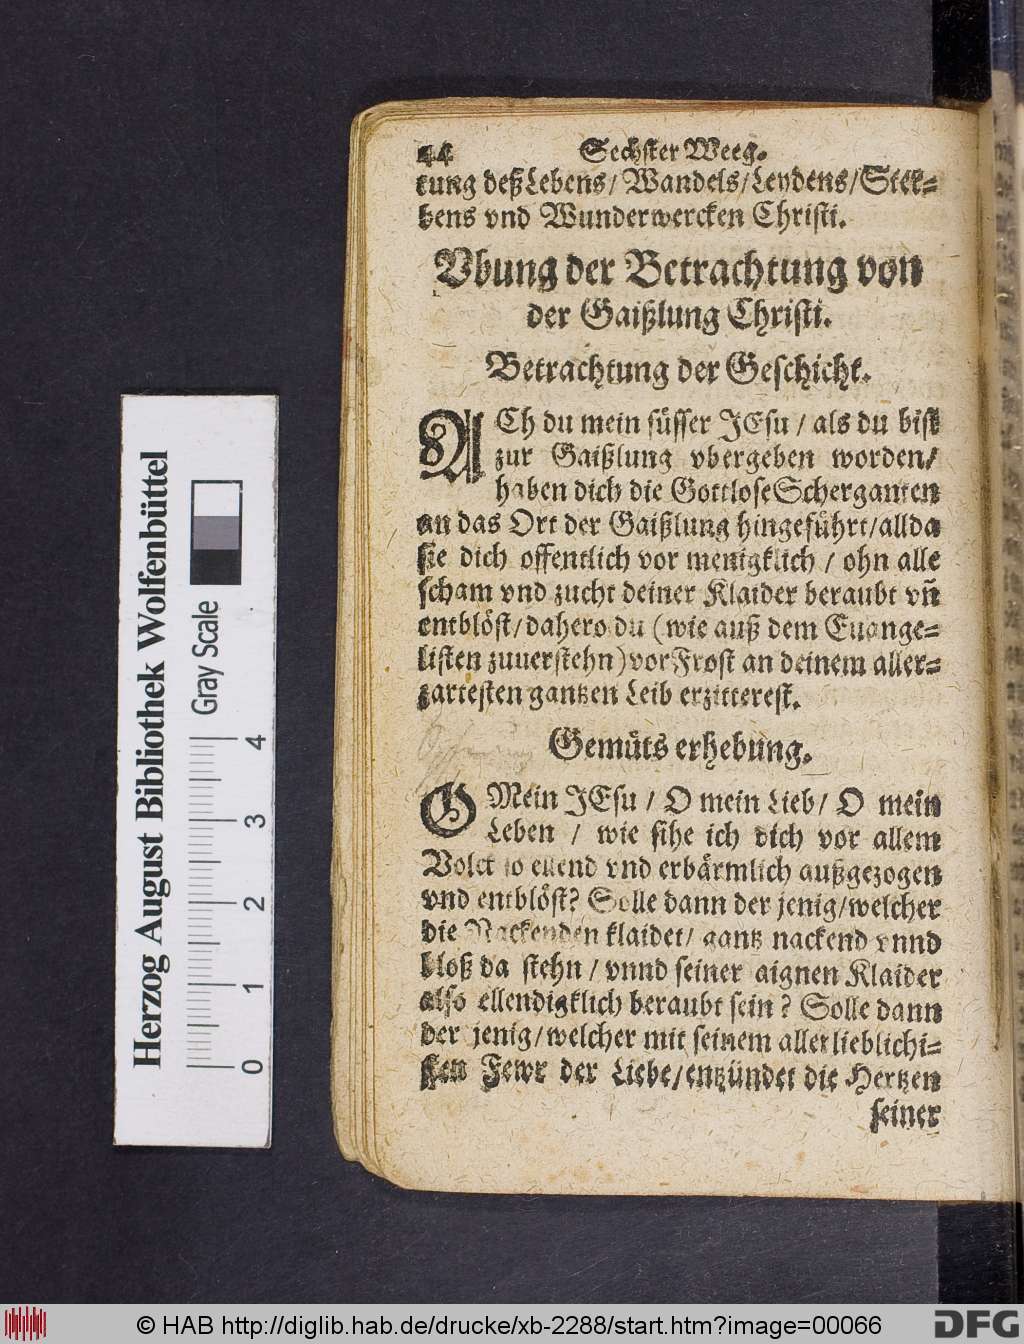 44 Sechster Weeg.
tung deß Lebens / Wandels / Leydens / Ster-
bens vnd Wunderwercken Christi.
Vbung der Betrachtung von
der Gaißlung Christi.
Betrachtung der Geschicht.
ACh du mein süsser JEsu / als du bist
zur Gaißlung vbergeben worden /
haben dich die Gottlose Scherganten
an das Ort der Gaißlung hingeführt / allda
sie dich offentlich vor menigklich / ohn alle
scham vnd zucht deiner Klaider beraubt vñ
entblöst / dahero du (wie auß dem Euange-
listen zuuerstehn) vor Frost an deinem aller-
zartesten gantzen Leib erzitterest.
Gemüts erhebung.
O Mein JEsu / O mein Lieb / O mein
Leben / wie sihe ich dich vor allem
Volck so ellend vnd erbärmlich außgezogen
vnd entblöst? Solle dann der jenig / welcher
die Nackenden klaidet / gantz nackend vnnd
bloß da stehn / vnnd seiner aignen Klaider
also ellendigklich beraubt sein? Solle dann
der jenig / welcher mit seinem allerlieblichi-
sten Fewr der Liebe / entzündet die Hertzen
seiner
Herzog August Bibliothek Wolfenbüttel
Gray Scale
0 1 2 3 4
© HAB http://diglib.hab.de/drucke/xb-2288/start.htm?image=00066
DFG